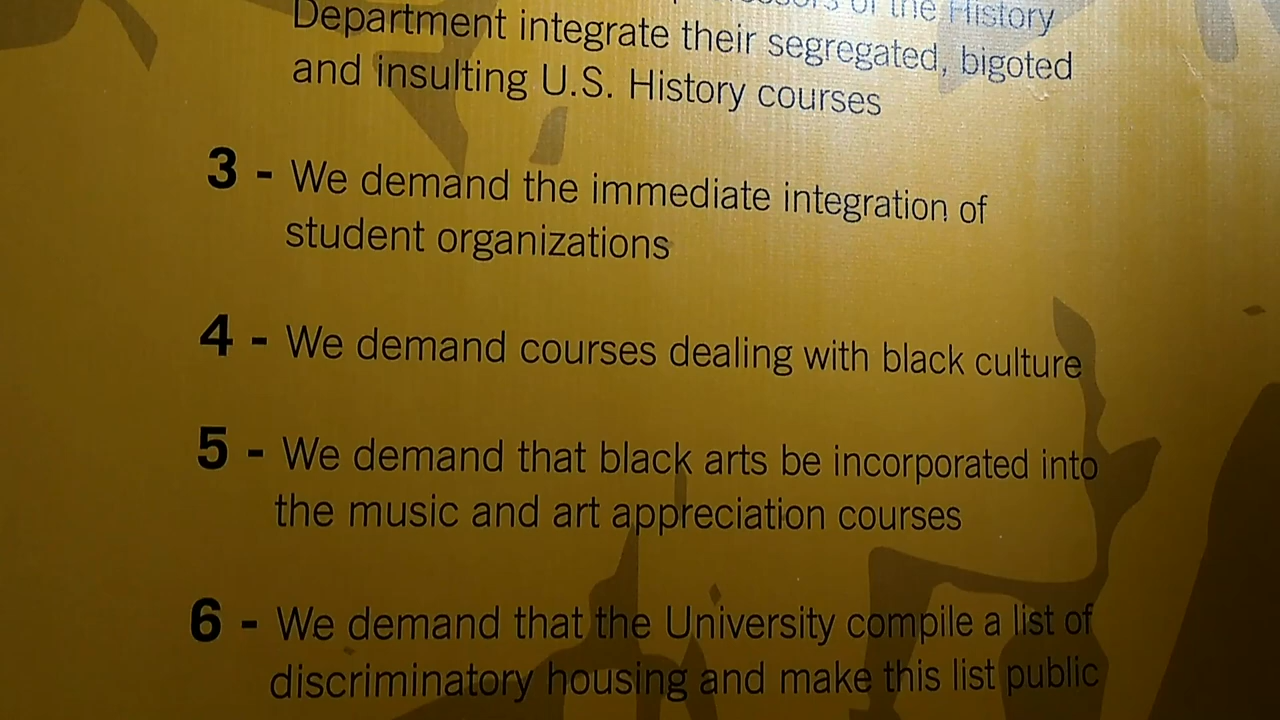 of the History
Department integrate their segregated, bigoted
and insulting U.S. History courses
3 - We demand the immediate integration of
student organizations
4 - We demand courses dealing with black culture
5 - We demand that black arts be incorporated into
the music and art appreciation courses
6 - We demand that the University compile a list of
discriminatory housing and make this list public